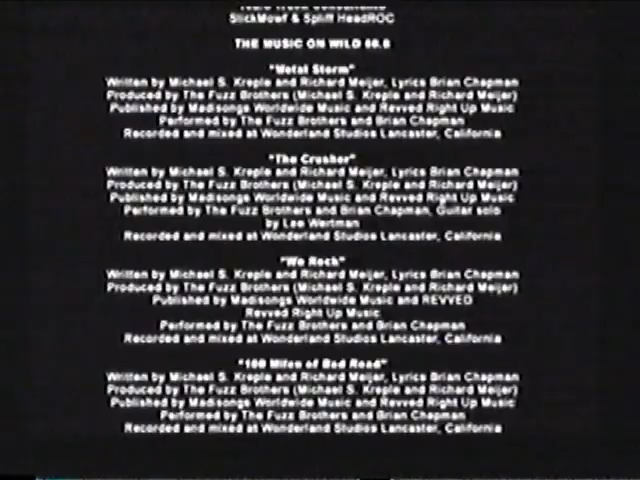 SlickMowf & Spliff HeadROC
THE MUSIC ON WILD 66.6
"Metal Storm"
Written by Michael S. Kreple and Richard Meijer, Lyrics Brian Chapman
Produced by The Fuzz Brothers (Michael S. Kreple and Richard Meijer)
Published by Madisongs Worldwide Music and Revved Right Up Music
Performed by The Fuzz Brothers and Brian Chapman
Recorded and mixed at Wonderland Studios Lancaster, California
"The Crusher"
Written by Michael S. Kreple and Richard Meijer, Lyrics Brian Chapman
Produced by The Fuzz Brothers (Michael S. Kreple and Richard Meijer)
Published by Madisongs Worldwide Music and Revved Right Up Music
Performed by The Fuzz Brothers and Brian Chapman, Guitar solo
by Lee Wertman
Recorded and mixed at Wonderland Studios Lancaster, California
"We Rock"
Written by Michael S. Kreple and Richard Meijer, Lyrics Brian Chapman
Produced by The Fuzz Brothers (Michael S. Kreple and Richard Meijer)
Published by Madisongs Worldwide Music and REVVED
Revved Right Up Music
Performed by The Fuzz Brothers and Brian Chapman
Recorded and mixed at Wonderland Studios Lancaster, California
"100 Miles of Bad Road"
Written by Michael S. Kreple and Richard Meijer, Lyrics Brian Chapman
Produced by The Fuzz Brothers (Michael S. Kreple and Richard Meijer)
Published by Madisongs Worldwide Music and Revved Right Up Music
Performed by The Fuzz Brothers and Brian Chapman
Recorded and mixed at Wonderland Studios Lancaster, California